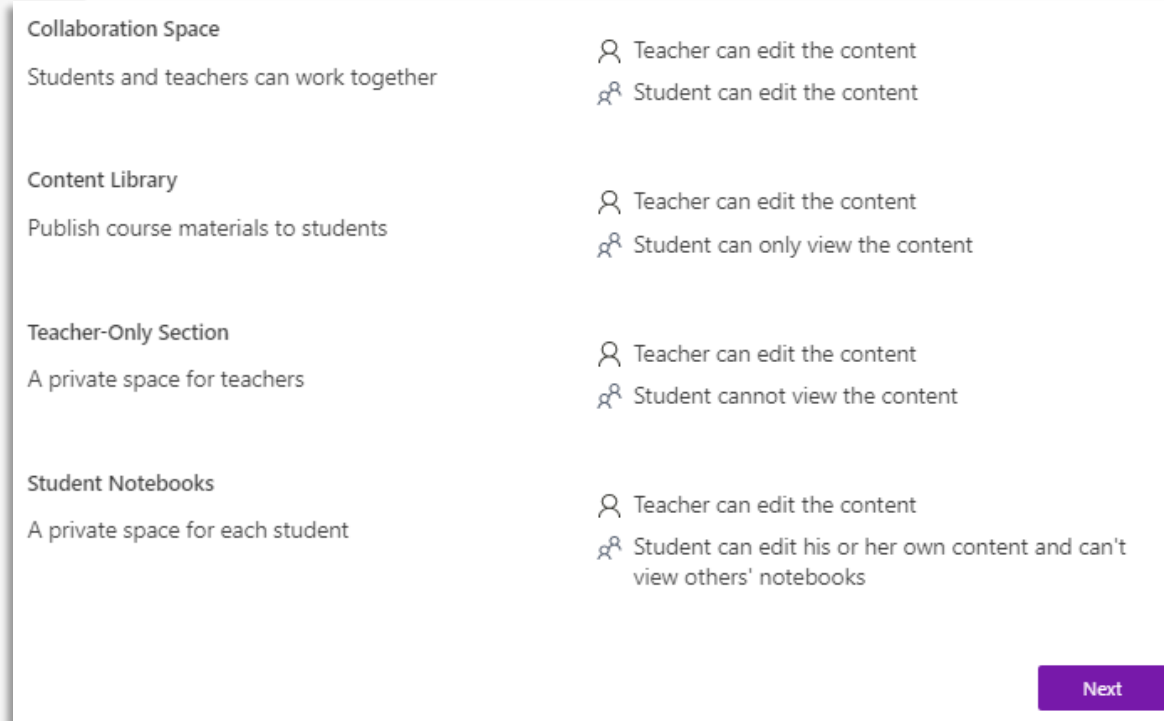 Collaboration Space
Students and teachers can work together
Teacher can edit the content
Student can edit the content
Content Library
Publish course materials to students
Teacher can edit the content
Student can only view the content
Teacher-Only Section
A private space for teachers
Teacher can edit the content
Student cannot view the content
Student Notebooks
A private space for each student
Teacher can edit the content
Student can edit his or her own content and can't
view others' notebooks
Next